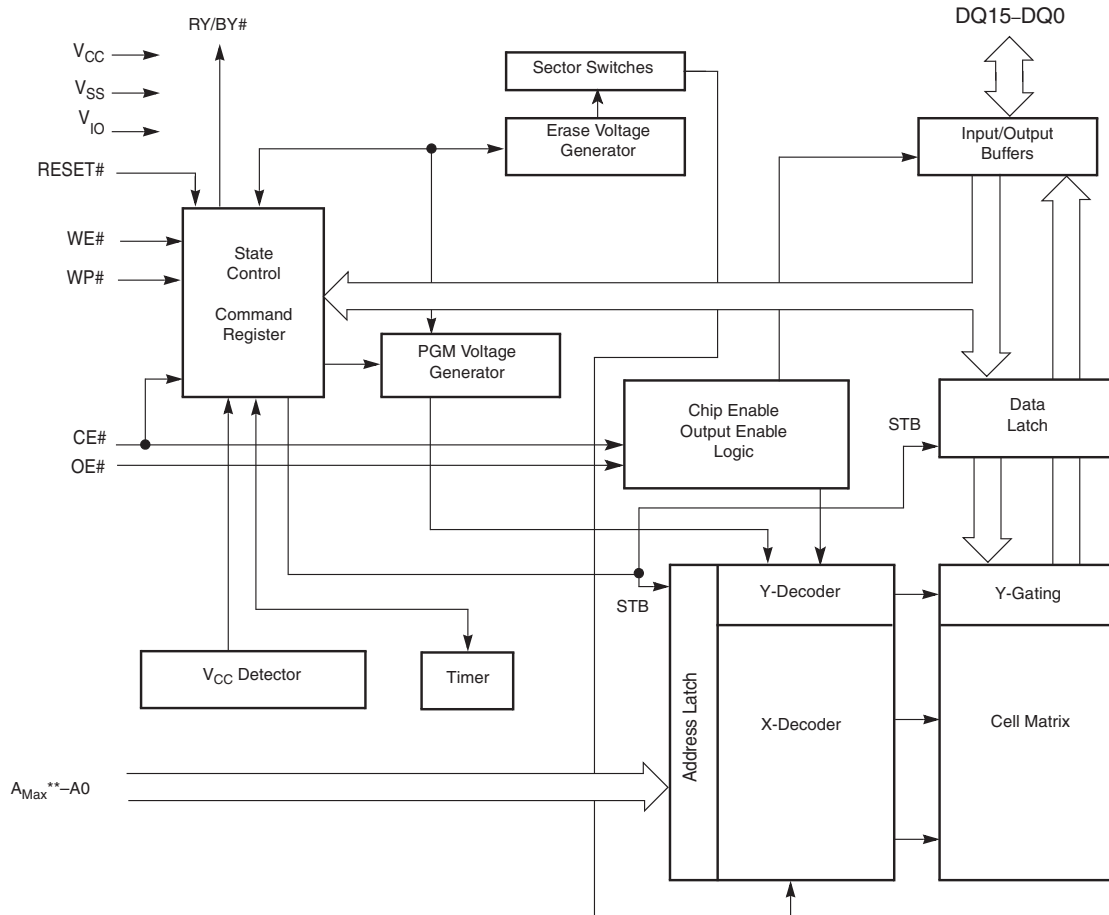 RY/BY#
DQ15–DQ0
VCC
VSS
VIO
RESET#
WE#
WP#
CE#
OE#
Sector Switches
Erase Voltage
Generator
Input/Output
Buffers
State
Control
Command
Register
PGM Voltage
Generator
Chip Enable
Output Enable
Logic
STB
Data
Latch
STB
Y-Decoder
Y-Gating
VCC Detector
Timer
Address Latch
X-Decoder
Cell Matrix
AMax**–A0